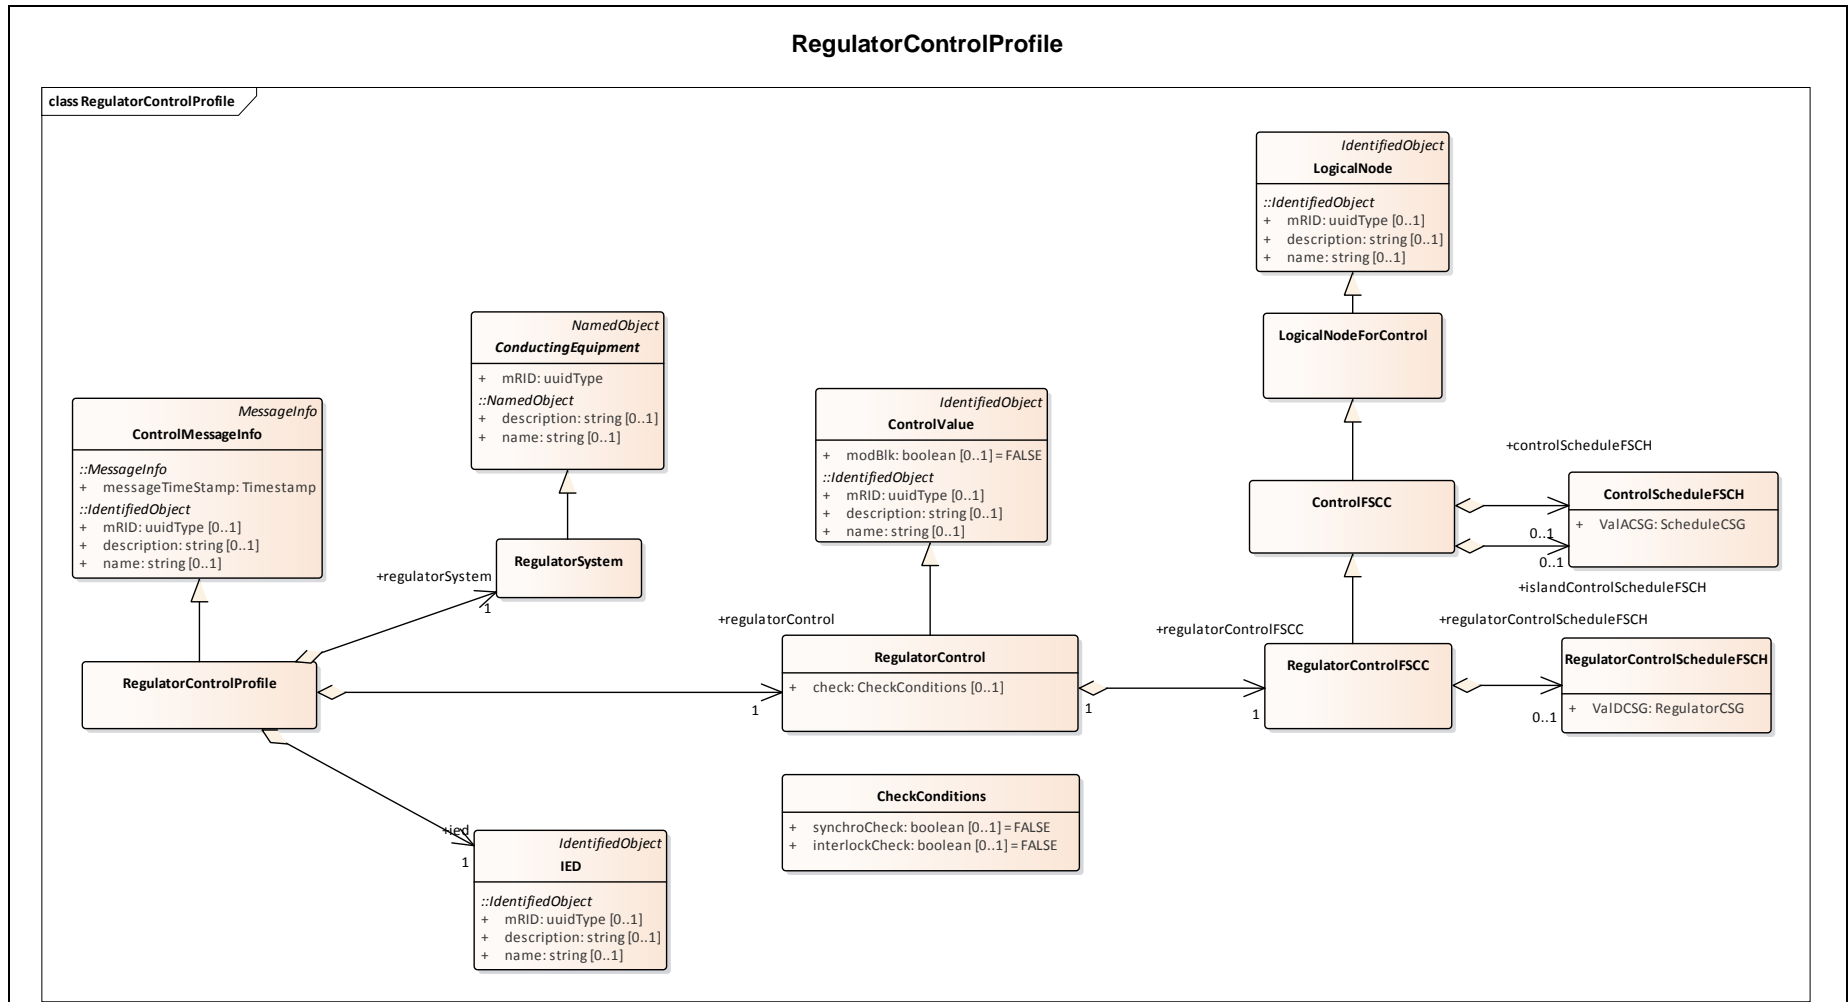 RegulatorControlProfile
class RegulatorControlProfile
IdentifiedObject
LogicalNode
::IdentifiedObject
+ mRID: uuidType [0..1]
+ description: string [0..1]
+ name: string [0..1]
LogicalNodeForControl
NamedObject
ConductingEquipment
+ mRID: uuidType
::NamedObject
+ description: string [0..1]
+ name: string [0..1]
MessageInfo
ControlMessageInfo
::MessageInfo
+ messageTimeStamp: Timestamp
::IdentifiedObject
+ mRID: uuidType [0..1]
+ description: string [0..1]
+ name: string [0..1]
IdentifiedObject
ControlValue
+ modBlk: boolean [0..1] = FALSE
::IdentifiedObject
+ mRID: uuidType [0..1]
+ description: string [0..1]
+ name: string [0..1]
+controlScheduleFSCH
ControlFSCC
ControlScheduleFSCH
+ ValACSG: ScheduleCSG
0..1
0..1
+islandControlScheduleFSCH
RegulatorSystem
+regulatorSystem
1
+regulatorControl
+regulatorControlFSCC
+regulatorControlScheduleFSCH
RegulatorControlProfile
1
RegulatorControl
+ check: CheckConditions [0..1]
1
1
RegulatorControlFSCC
0..1
RegulatorControlScheduleFSCH
+ ValDCSG: RegulatorCSG
CheckConditions
+ synchroCheck: boolean [0..1] = FALSE
+ interlockCheck: boolean [0..1] = FALSE
+ied
1
IdentifiedObject
IED
::IdentifiedObject
+ mRID: uuidType [0..1]
+ description: string [0..1]
+ name: string [0..1]